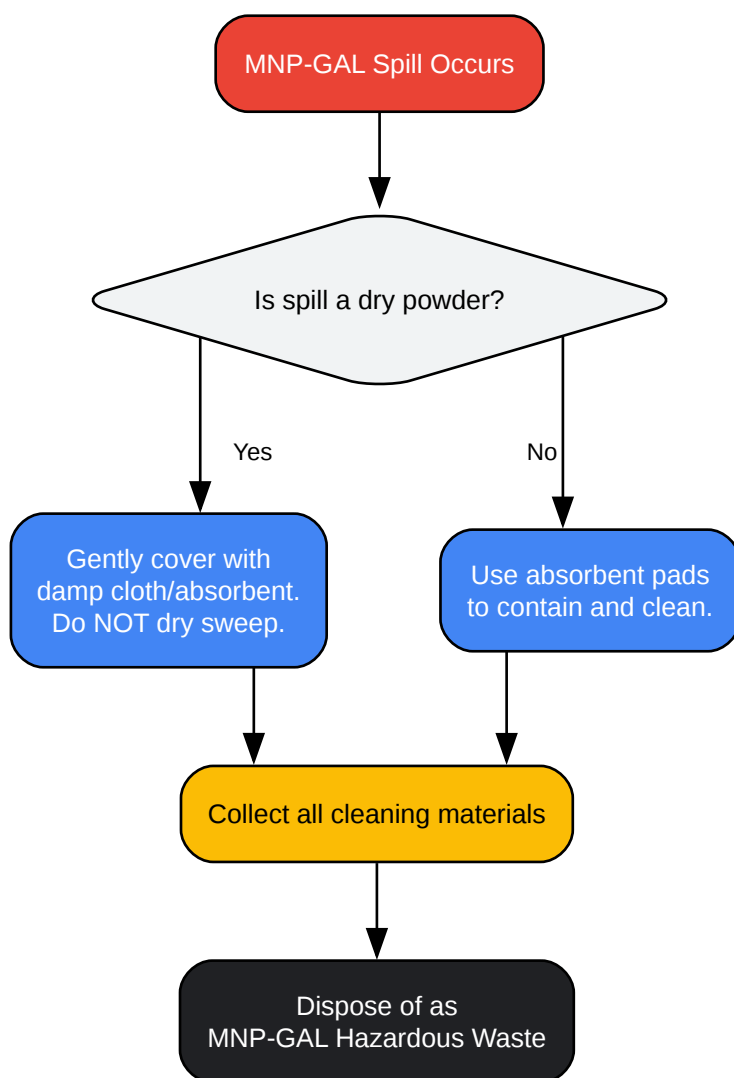 MNP-GAL Spill Occurs
Is spill a dry powder?
Yes
No
Gently cover with
damp cloth/absorbent.
Do NOT dry sweep.
Use absorbent pads
to contain and clean.
Collect all cleaning materials
Dispose of as
MNP-GAL Hazardous Waste